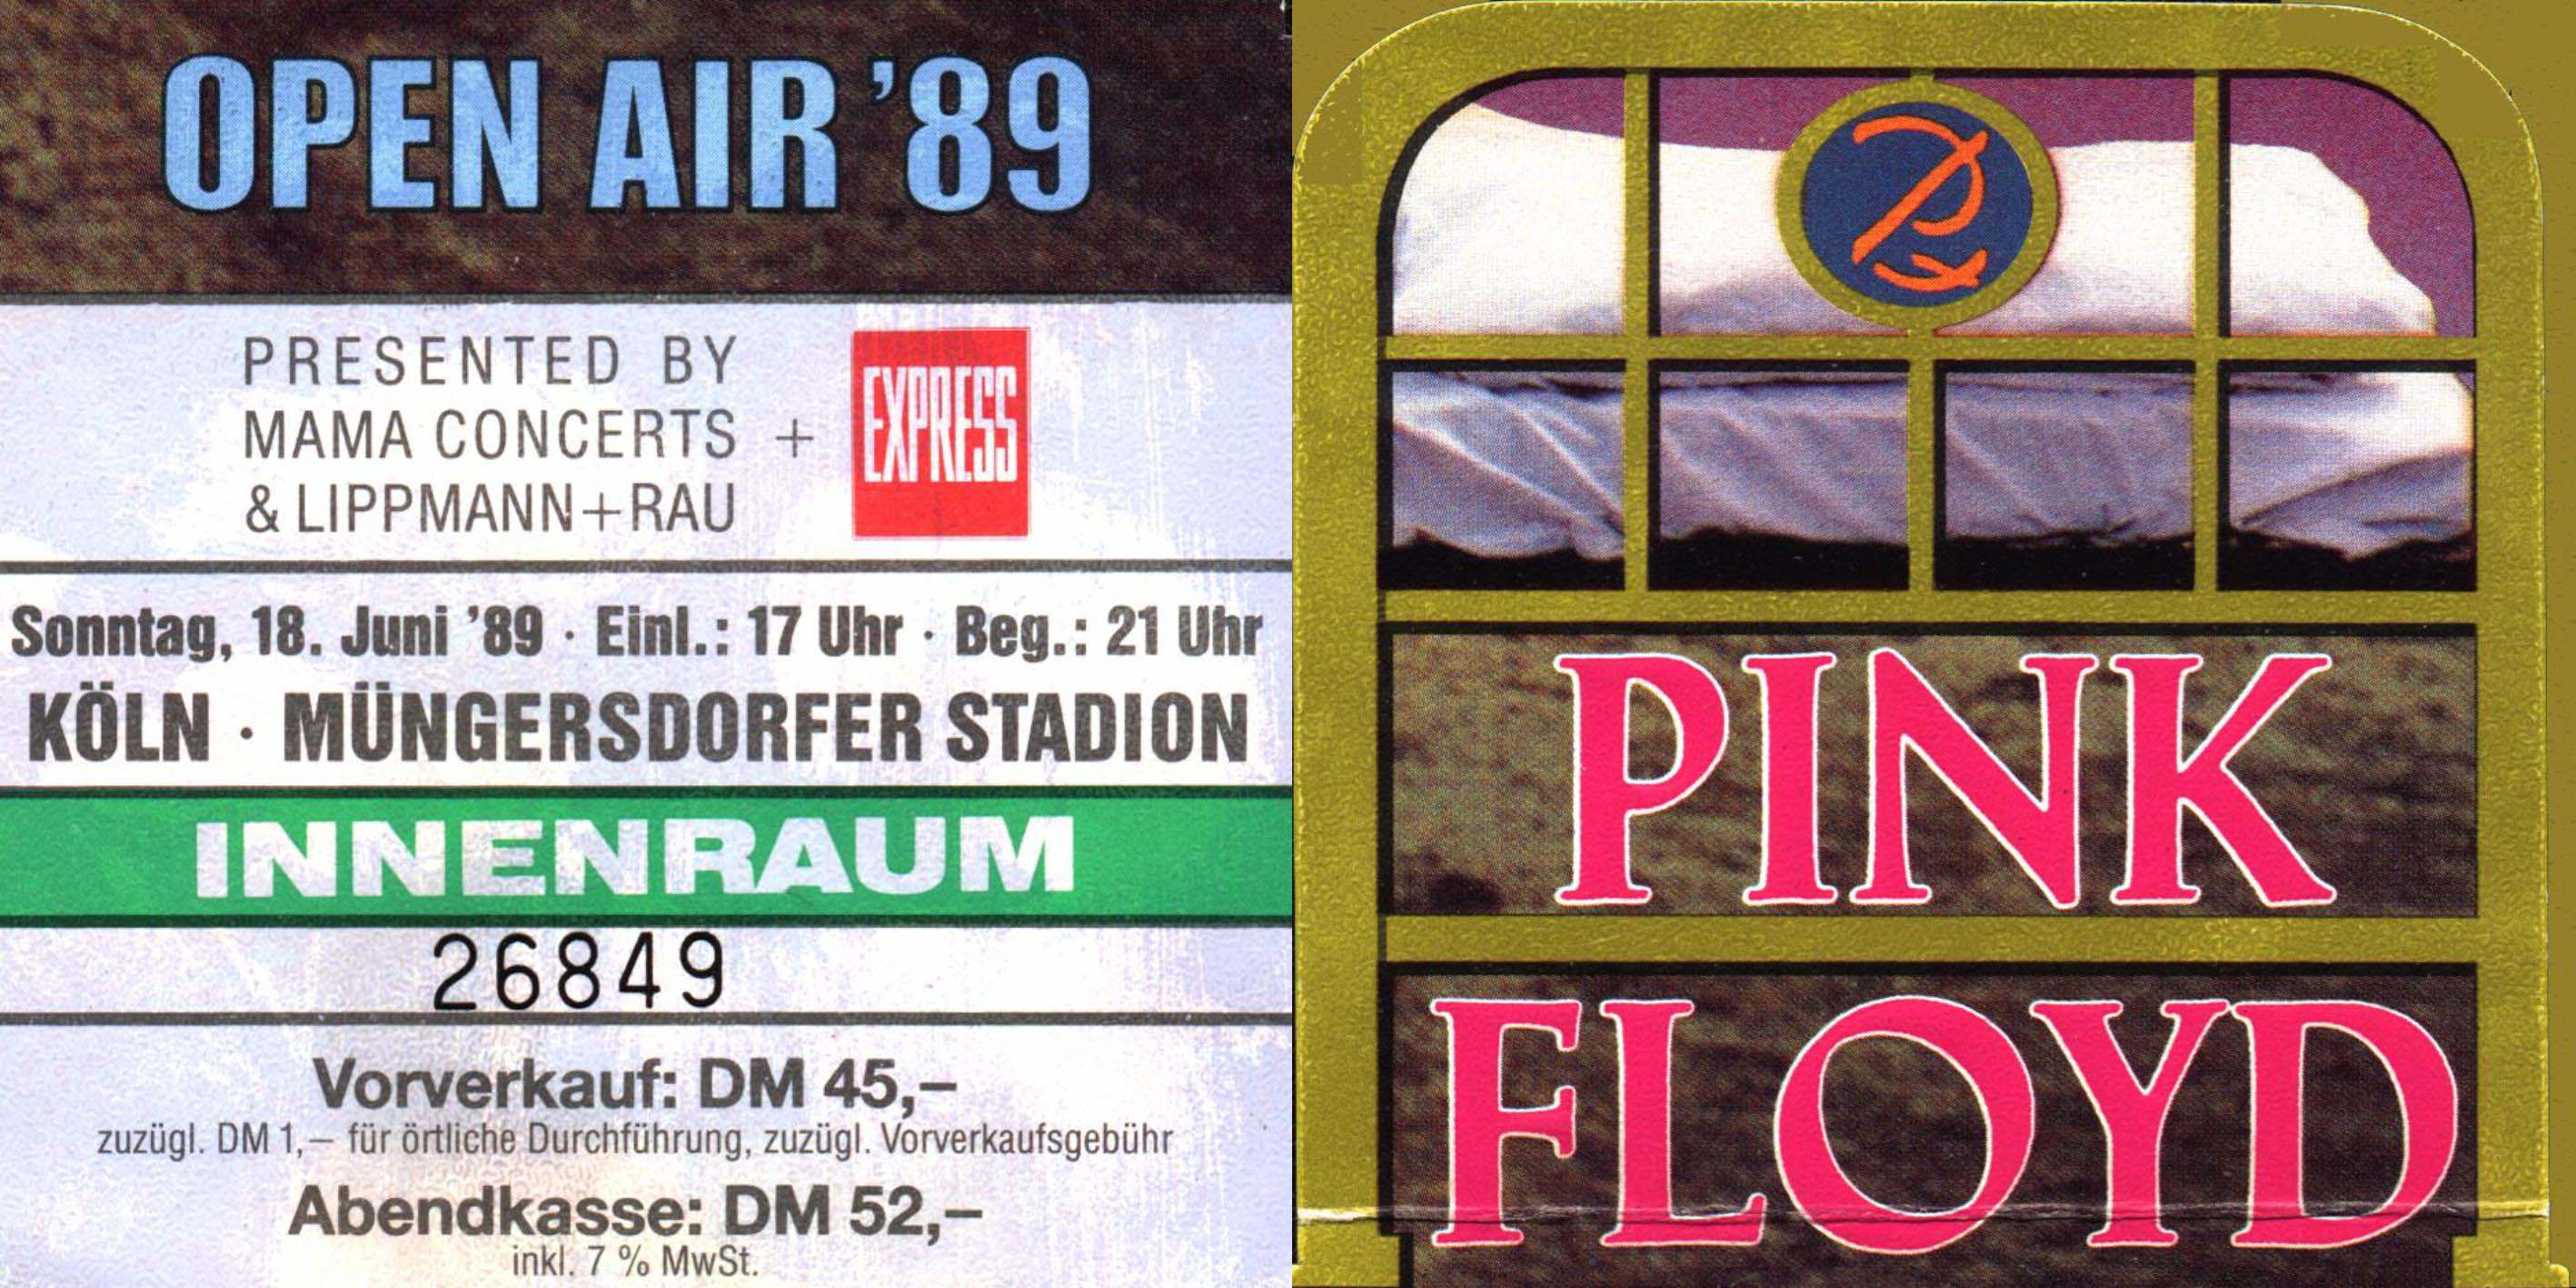 OPEN AIR '89
PRESENTED BY
MAMA CONCERTS +
& LIPPMANN+RAU
EXPRESS
Sonntag, 18. Juni '89 · Einl.: 17 Uhr · Beg.: 21 Uhr
KÖLN · MÜNGERSDORFER STADION
INNENRAUM
26849
Vorverkauf: DM 45,–
zuzügl. DM 1,– für örtliche Durchführung, zuzügl. Vorverkaufsgebühr
Abendkasse: DM 52,–
inkl. 7 % MwSt.
PINK
FLOYD